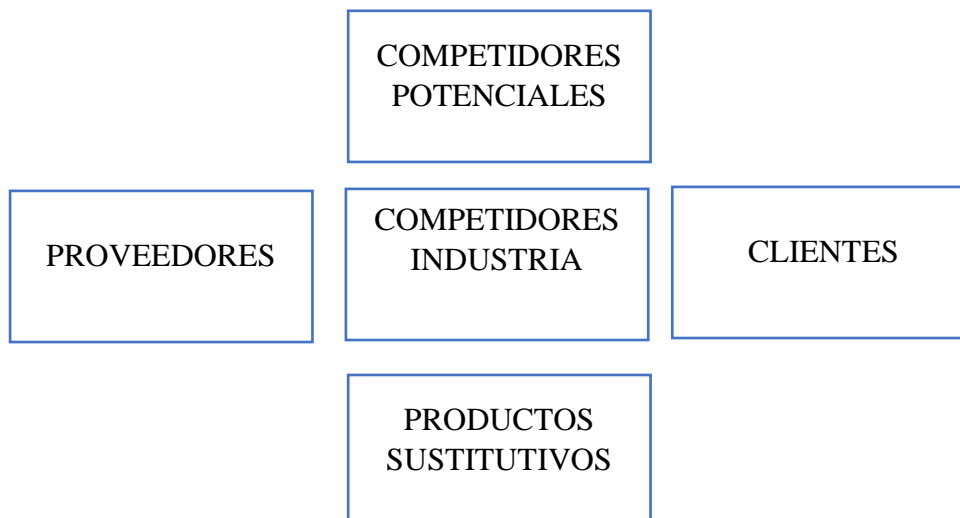 COMPETIDORES
POTENCIALES
PROVEEDORES
COMPETIDORES
INDUSTRIA
CLIENTES
PRODUCTOS
SUSTITUTIVOS